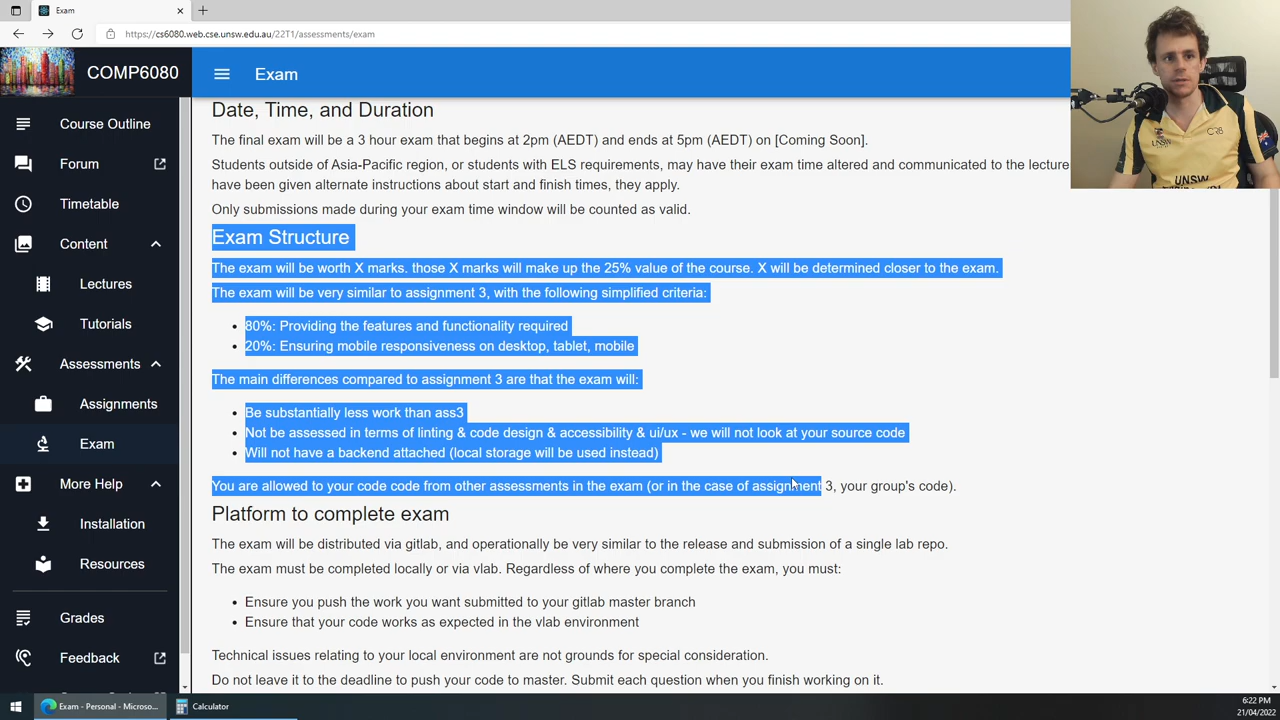 Exam
https://cs6080.web.cse.unsw.edu.au/22T1/assessments/exam
COMP6080
Exam
Course Outline
Forum
Timetable
Content
Lectures
Tutorials
Assessments
Assignments
Exam
More Help
Installation
Resources
Grades
Feedback
Date, Time, and Duration
The final exam will be a 3 hour exam that begins at 2pm (AEDT) and ends at 5pm (AEDT) on [Coming Soon].
Students outside of Asia-Pacific region, or students with ELS requirements, may have their exam time altered and communicated to the lecture
have been given alternate instructions about start and finish times, they apply.
Only submissions made during your exam time window will be counted as valid.
Exam Structure
The exam will be worth X marks. those X marks will make up the 25% value of the course. X will be determined closer to the exam.
The exam will be very similar to assignment 3, with the following simplified criteria:
• 80%: Providing the features and functionality required
• 20%: Ensuring mobile responsiveness on desktop, tablet, mobile
The main differences compared to assignment 3 are that the exam will:
• Be substantially less work than ass3
• Not be assessed in terms of linting & code design & accessibility & ui/ux - we will not look at your source code
• Will not have a backend attached (local storage will be used instead)
You are allowed to your code code from other assessments in the exam (or in the case of assignment 3, your group's code).
Platform to complete exam
The exam will be distributed via gitlab, and operationally be very similar to the release and submission of a single lab repo.
The exam must be completed locally or via vlab. Regardless of where you complete the exam, you must:
• Ensure you push the work you want submitted to your gitlab master branch
• Ensure that your code works as expected in the vlab environment
Technical issues relating to your local environment are not grounds for special consideration.
Do not leave it to the deadline to push your code to master. Submit each question when you finish working on it.
UNSW
CRB
UNSW
Exam - Personal - Microso...
Calculator
6:22 PM
21/04/2022